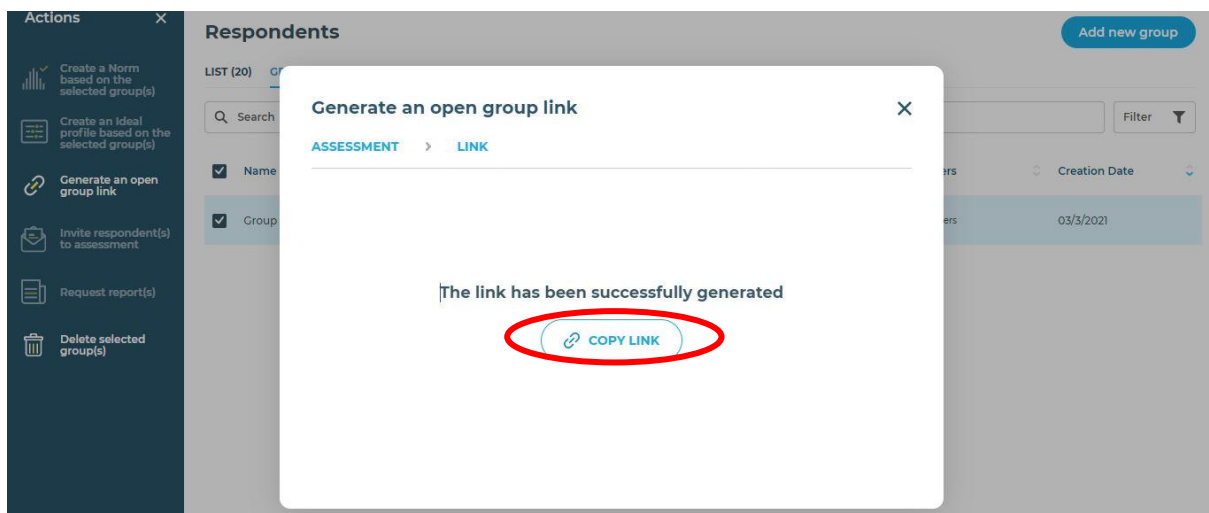 Actions
Create a Norm
based on the
selected group(s)
Create an Ideal
profile based on the
selected group(s)
Generate an open
group link
Invite respondent(s)
to assessment
Request report(s)
Delete selected
group(s)
Respondents
Add new group
LIST (20)
Search
Filter
Name
Creation Date
Group
03/3/2021
Generate an open group link
ASSESSMENT > LINK
The link has been successfully generated
COPY LINK